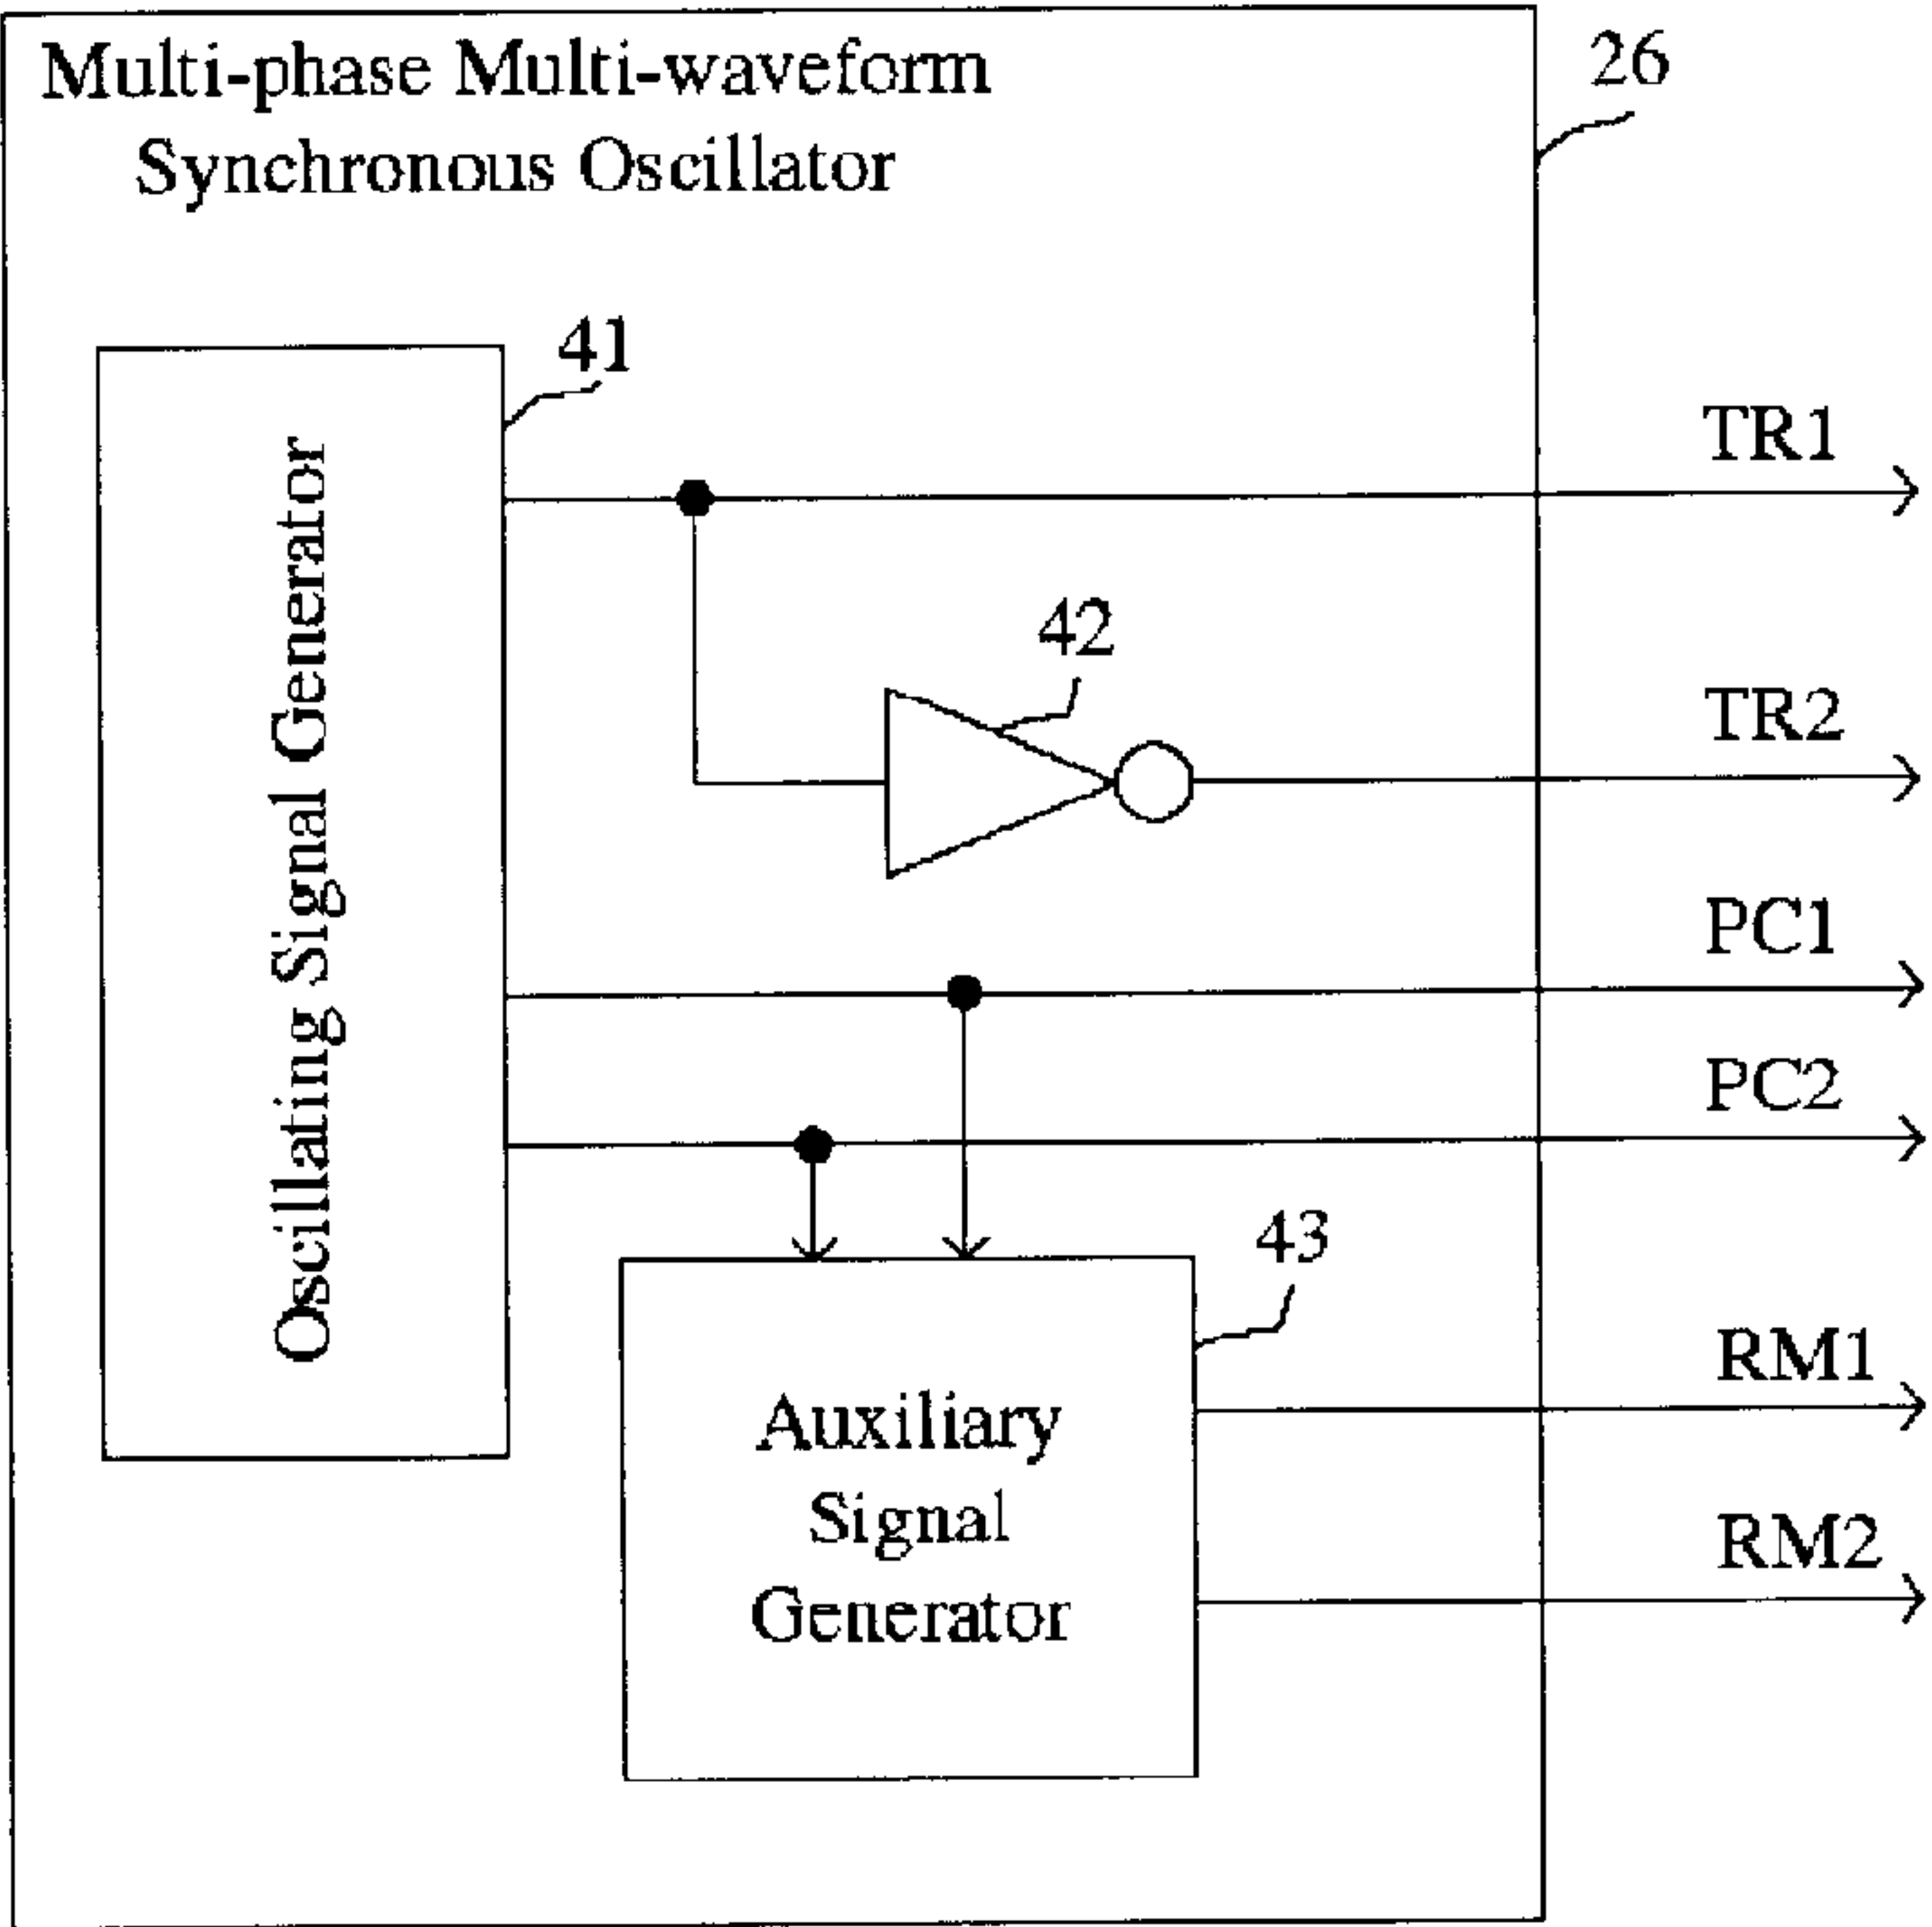 Multi-phase Multi-waveform
Synchronous Oscillator
26
41
Oscillating Signal Generator
TR1
42
TR2
PC1
PC2
43
Auxiliary
Signal
Generator
RM1
RM2